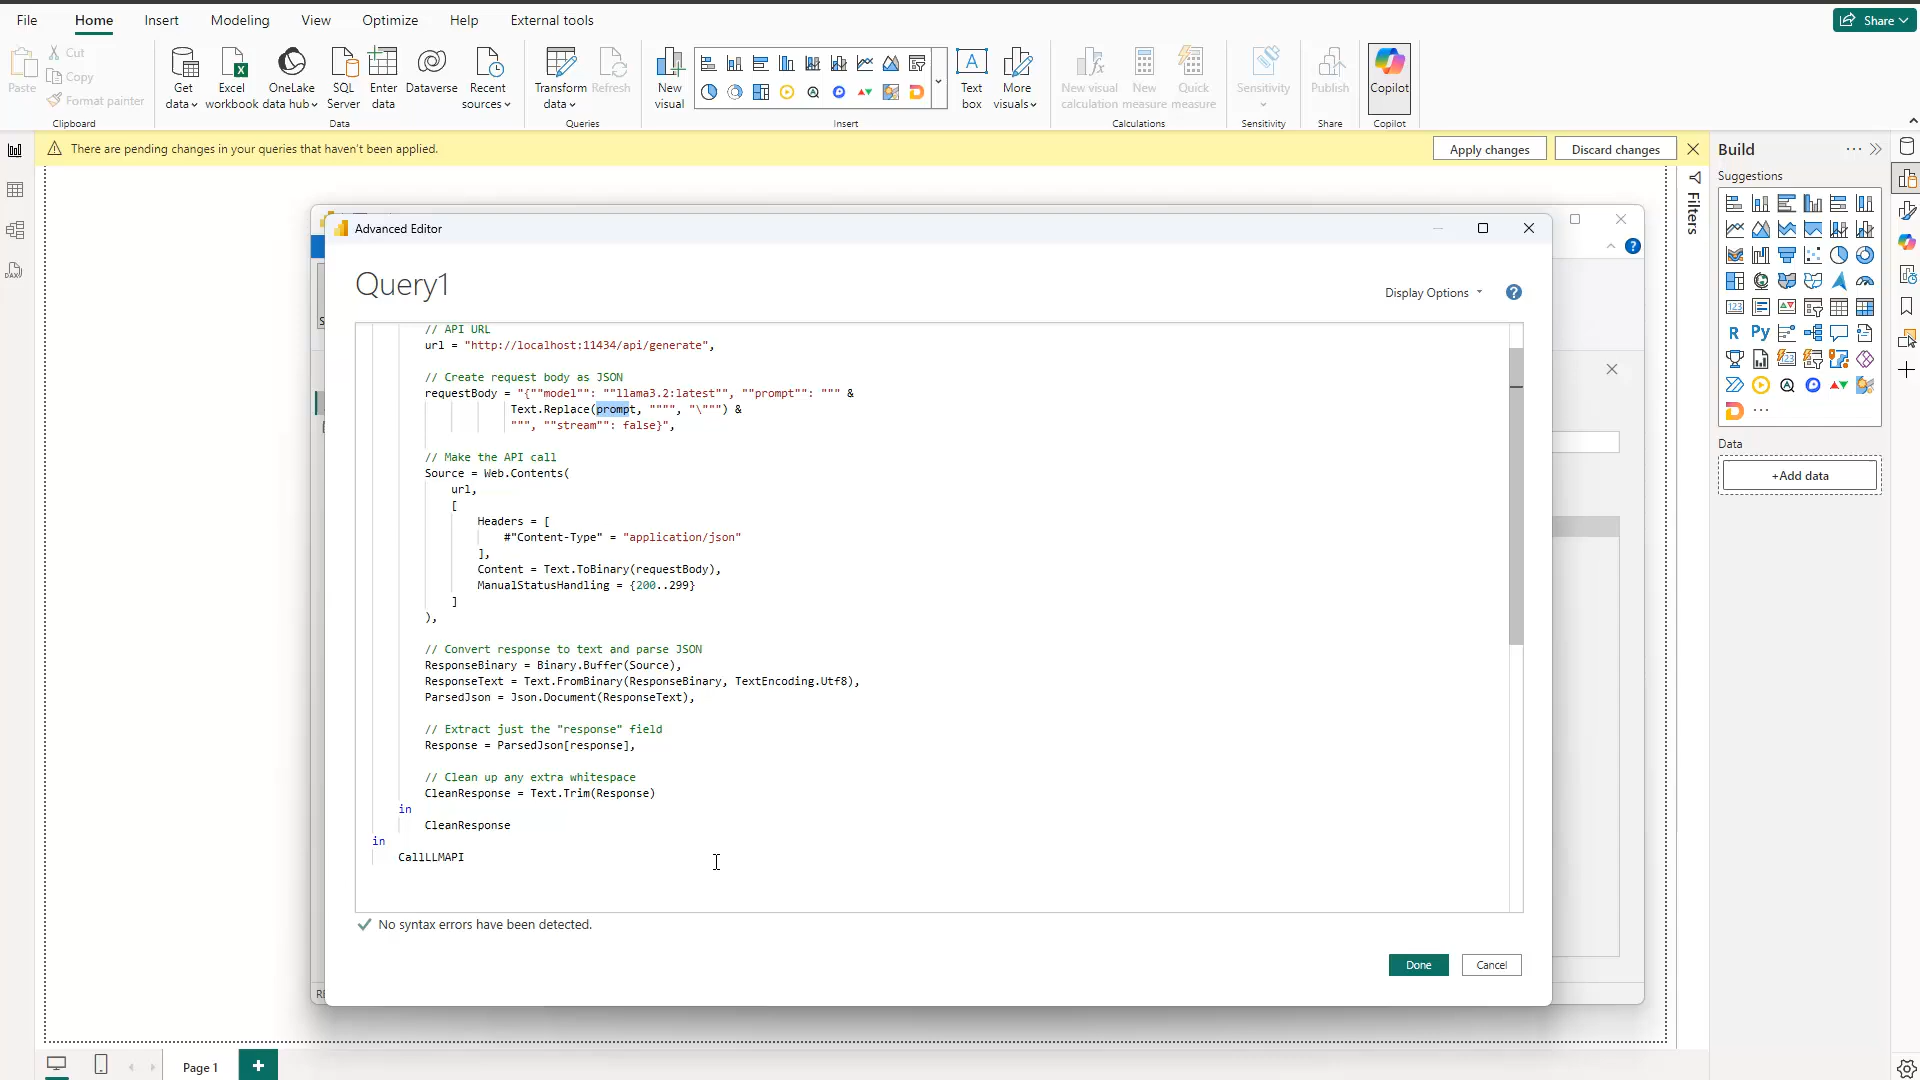 File Home Insert Modeling View Optimize Help External tools
Share
Paste
Cut
Copy
Format painter
Clipboard
Get data
Excel workbook
OneLake data hub
SQL Server
Enter data
Dataverse
Recent sources
Data
Transform data
Refresh
Queries
New visual
Text box
More visuals
Insert
New visual calculation
New measure
Quick measure
Calculations
Sensitivity
Sensitivity
Publish
Share
Copilot
Copilot
There are pending changes in your queries that haven't been applied.
Apply changes
Discard changes
Filters
Build
Suggestions
Data
+Add data
Advanced Editor
Query1
Display Options
// API URL
url = "http://localhost:11434/api/generate",
// Create request body as JSON
requestBody = "{""model"": ""llama3.2:latest"", ""prompt"": """ &
Text.Replace(prompt, """", "\""") &
""", ""stream"": false}",
// Make the API call
Source = Web.Contents(
url,
[
Headers = [
#"Content-Type" = "application/json"
],
Content = Text.ToBinary(requestBody),
ManualStatusHandling = {200..299}
]
),
// Convert response to text and parse JSON
ResponseBinary = Binary.Buffer(Source),
ResponseText = Text.FromBinary(ResponseBinary, TextEncoding.Utf8),
ParsedJson = Json.Document(ResponseText),
// Extract just the "response" field
Response = ParsedJson[response],
// Clean up any extra whitespace
CleanResponse = Text.Trim(Response)
in
CleanResponse
in
CallLLMAPI
No syntax errors have been detected.
Done
Cancel
Page 1